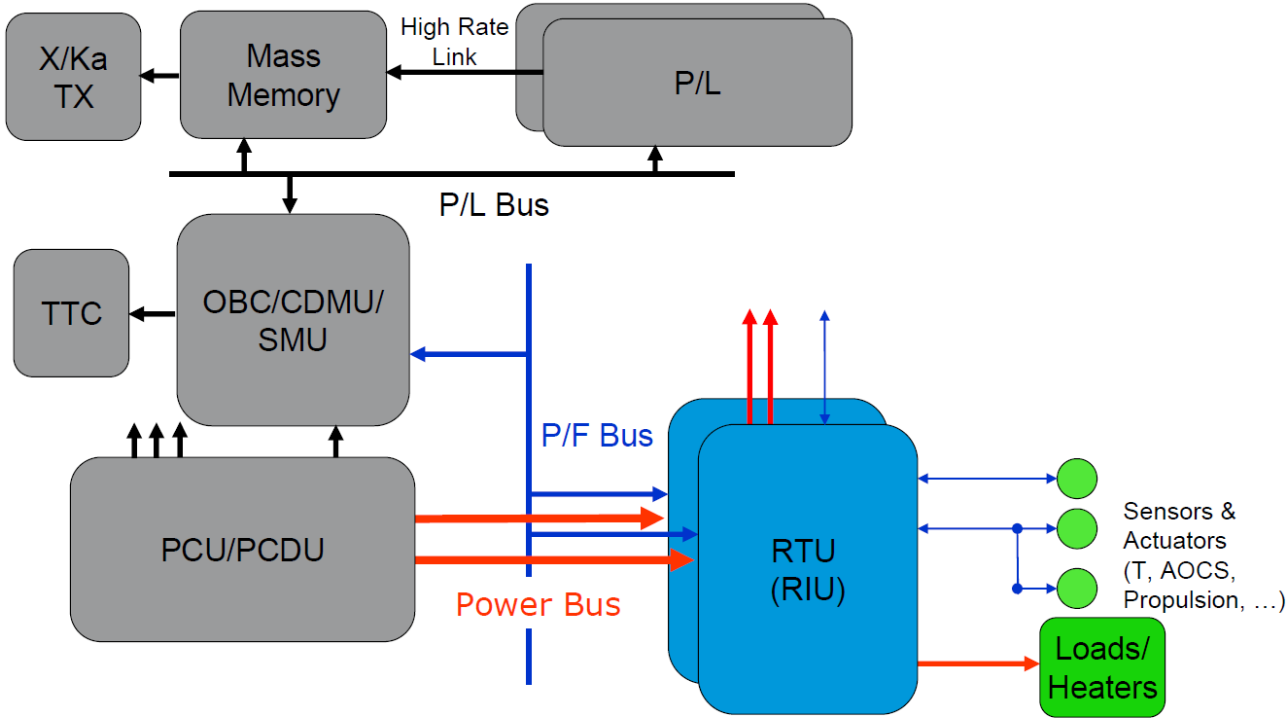 X/Ka
TX
Mass
Memory
High Rate
Link
P/L
P/L Bus
TTC
OBC/CDMU/
SMU
P/F Bus
PCU/PCDU
Power Bus
RTU
(RIU)
Sensors &
Actuators
(T, AOCS,
Propulsion, …)
Loads/
Heaters